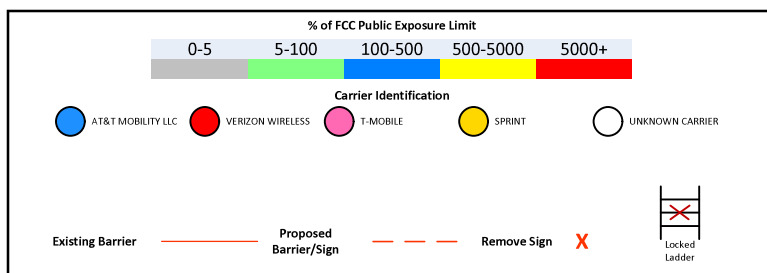 % of FCC Public Exposure Limit
0-5 5-100 100-500 500-5000 5000+
Carrier Identification
AT&T MOBILITY LLC VERIZON WIRELESS T-MOBILE SPRINT UNKNOWN CARRIER
Existing Barrier
Proposed
Barrier/Sign
Remove Sign X
Locked
Ladder